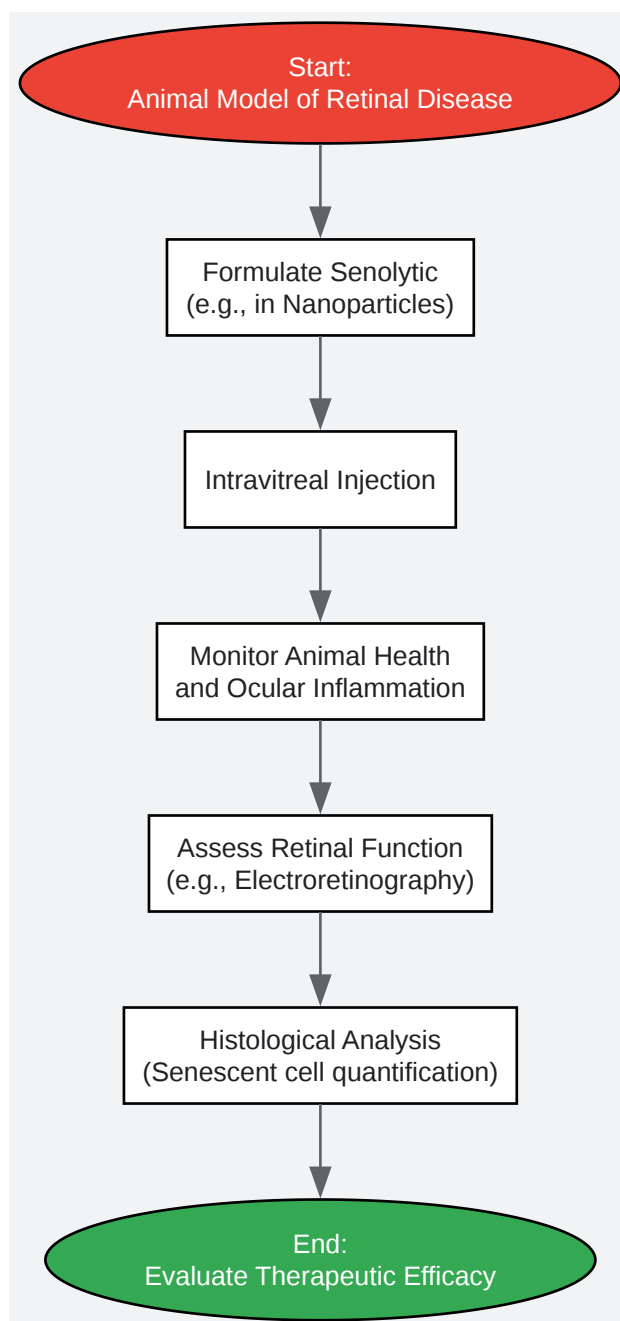 Start:
Animal Model of Retinal Disease
Formulate Senolytic
(e.g., in Nanoparticles)
Intravitreal Injection
Monitor Animal Health
and Ocular Inflammation
Assess Retinal Function
(e.g., Electroretinography)
Histological Analysis
(Senescent cell quantification)
End:
Evaluate Therapeutic Efficacy